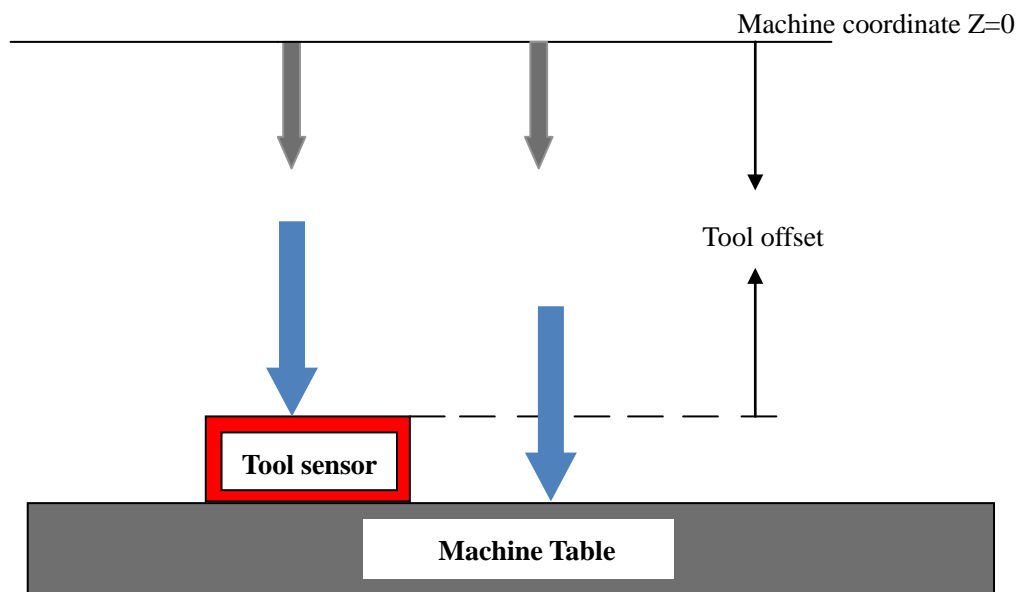 Machine coordinate Z=0
Tool offset
Tool sensor
Machine Table